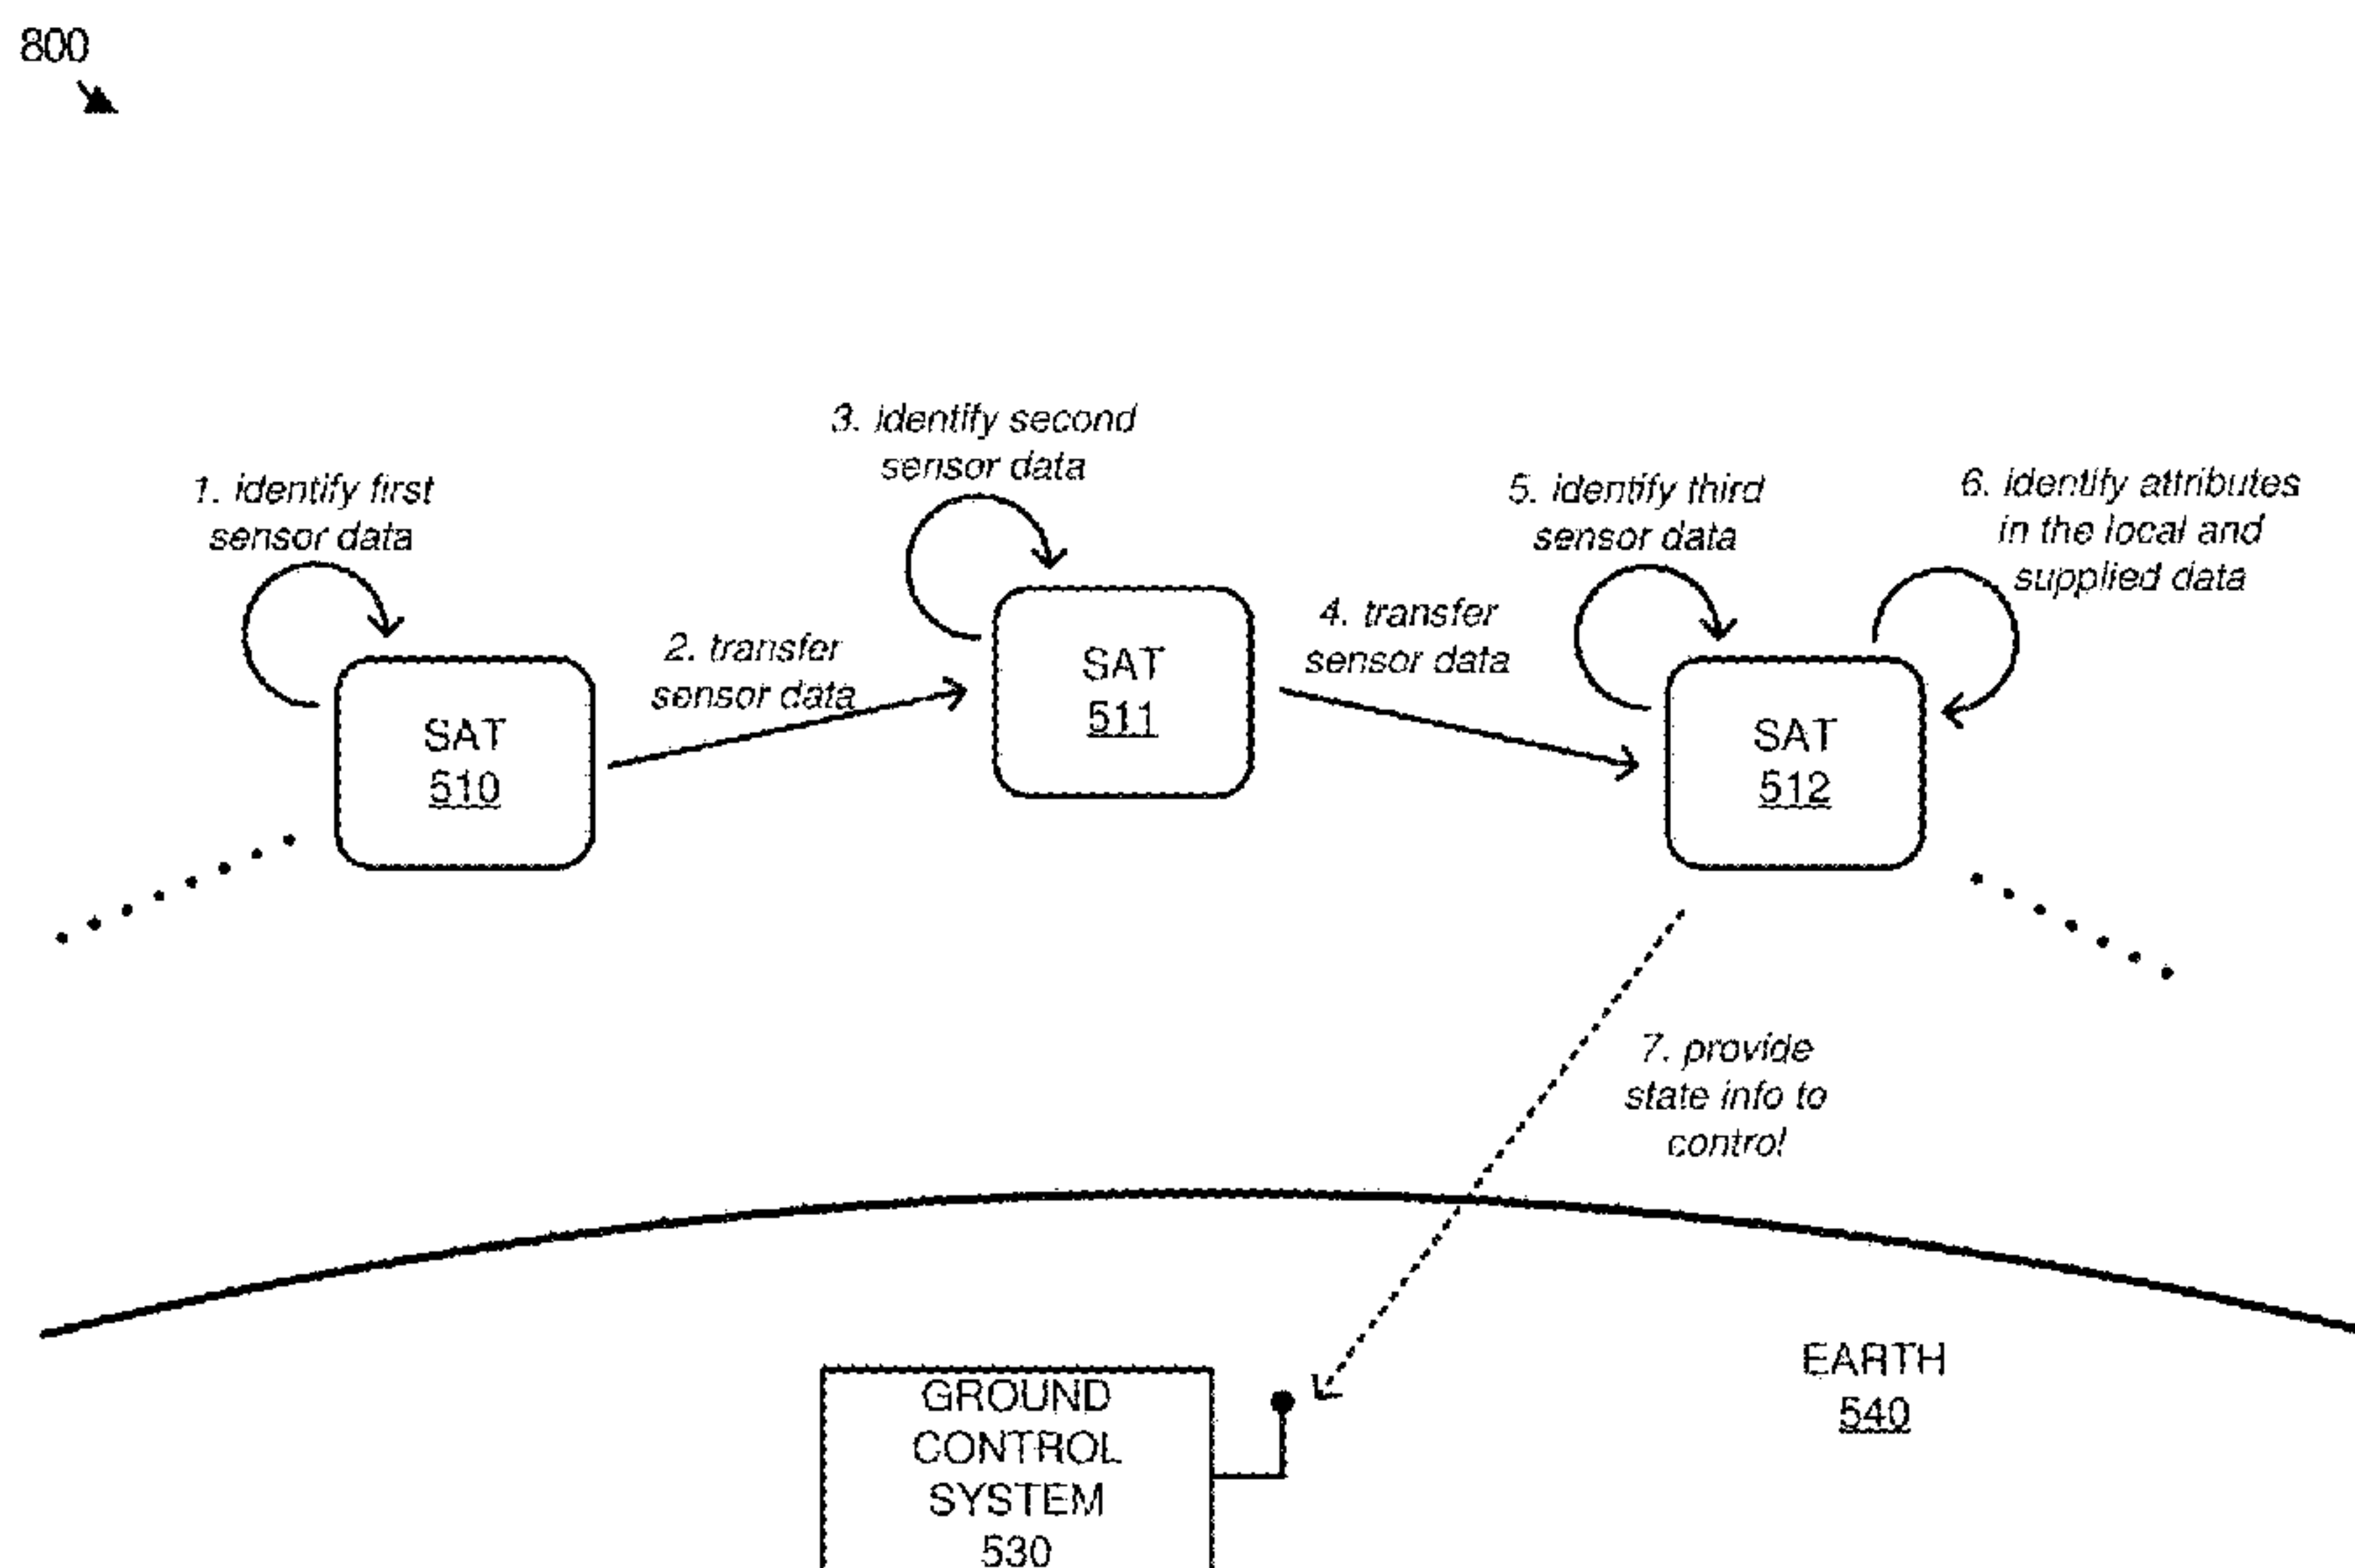 800
3. identify second
sensor data
1. identify first
sensor data
5. identify third
sensor data
6. identify attributes
in the local and
supplied data
2. transfer
sensor data
4. transfer
sensor data
SAT
510
SAT
511
SAT
512
7. provide
state info to
control
EARTH
540
GROUND
CONTROL
SYSTEM
530